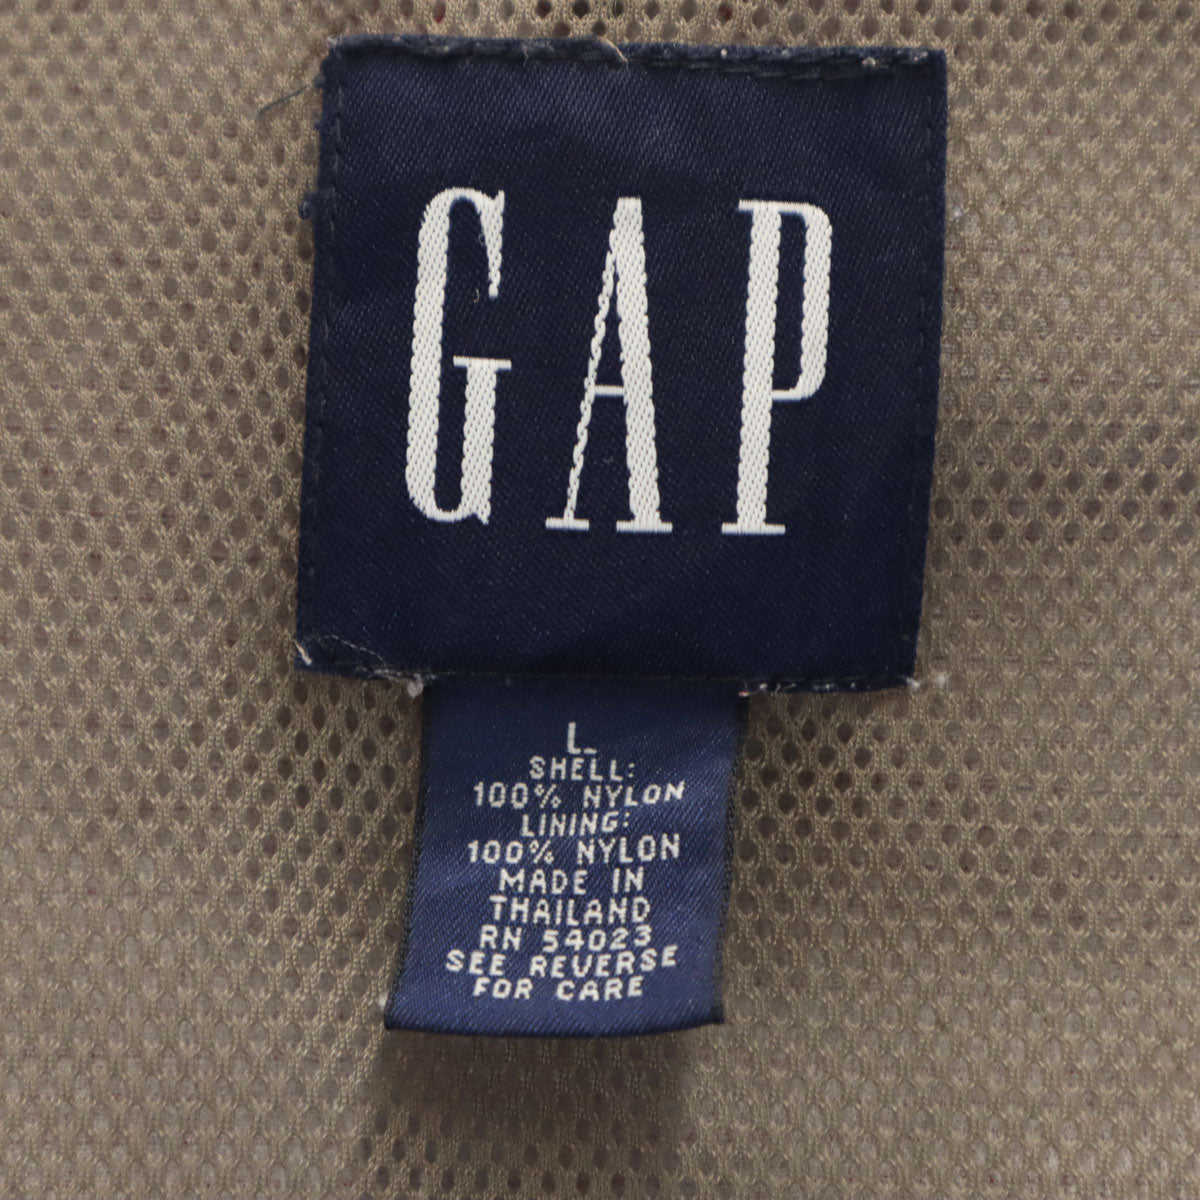 GAP
L
SHELL:
100% NYLON
LINING:
100% NYLON
MADE IN
THAILAND
RN 54023
SEE REVERSE
FOR CARE